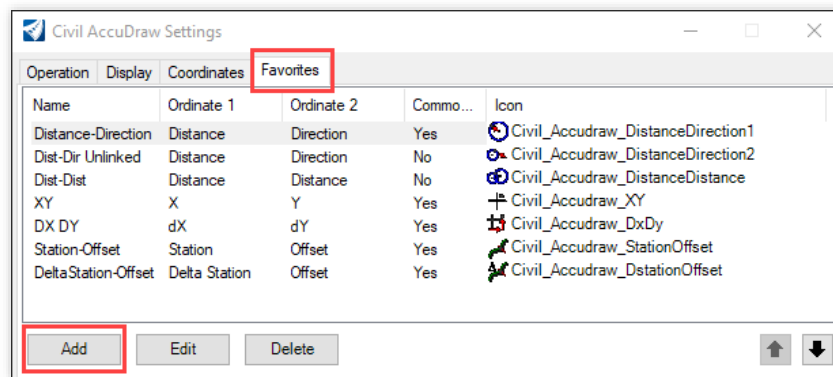 Civil AccuDraw Settings
Operation Display Coordinates Favorites
Name Ordinate 1 Ordinate 2 Commo... Icon
Distance-Direction Distance Direction Yes Civil_Accudraw_DistanceDirection1
Dist-Dir Unlinked Distance Direction No Civil_Accudraw_DistanceDirection2
Dist-Dist Distance Distance No Civil_Accudraw_DistanceDistance
XY X Y Yes Civil_Accudraw_XY
DX DY dX dY Yes Civil_Accudraw_DxDy
Station-Offset Station Offset Yes Civil_Accudraw_StationOffset
DeltaStation-Offset Delta Station Offset Yes Civil_Accudraw_DstationOffset
Add Edit Delete